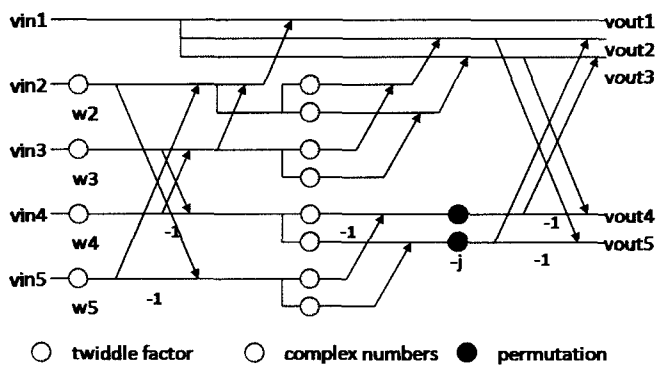 vin1
vout1
vout2
vin2
vout3
w2
vin3
w3
vin4
-1
-1
-1
vout4
w4
-j
-1
vout5
vin5
-1
w5
twiddle factor
complex numbers
permutation